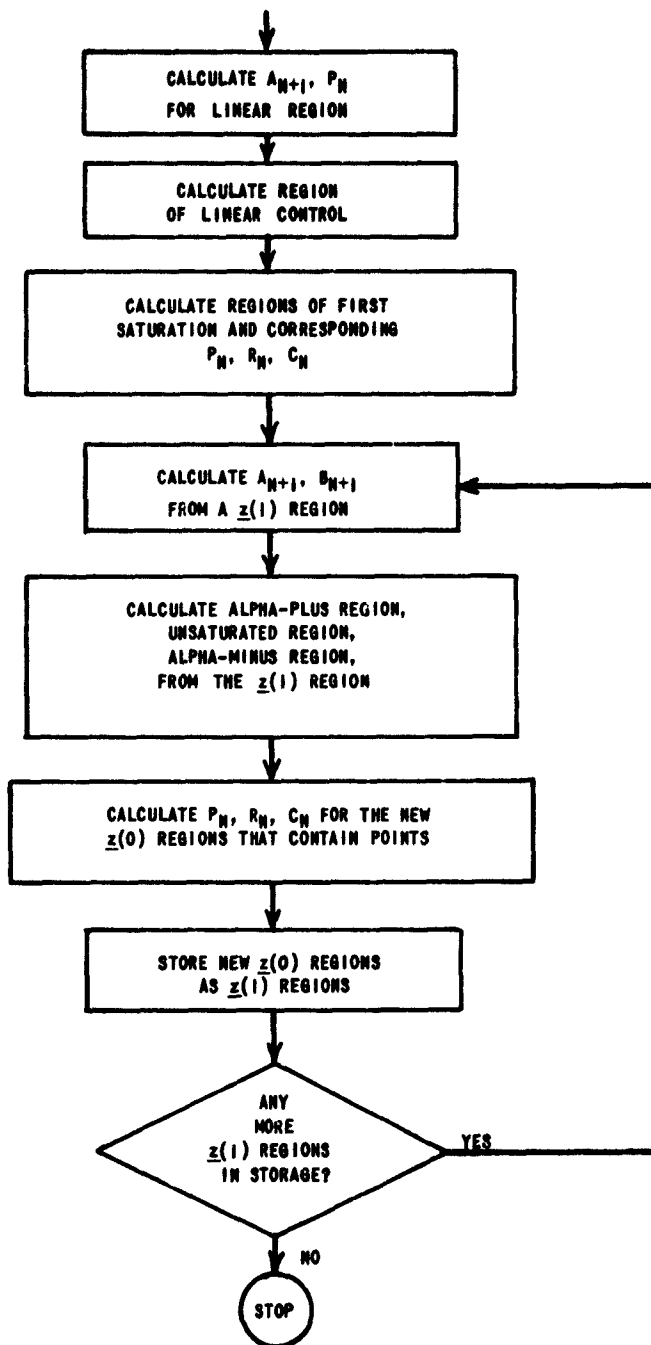 CALCULATE A_{N+1}, P_N
FOR LINEAR REGION
CALCULATE REGION
OF LINEAR CONTROL
CALCULATE REGIONS OF FIRST
SATURATION AND CORRESPONDING
P_N, R_N, C_N
CALCULATE A_{N+1}, B_{N+1}
FROM A z(1) REGION
CALCULATE ALPHA-PLUS REGION,
UNSATURATED REGION,
ALPHA-MINUS REGION,
FROM THE z(1) REGION
CALCULATE P_N, R_N, C_N FOR THE NEW
z(0) REGIONS THAT CONTAIN POINTS
STORE NEW z(0) REGIONS
AS z(1) REGIONS
ANY
MORE
z(1) REGIONS
IN STORAGE?
YES
NO
STOP